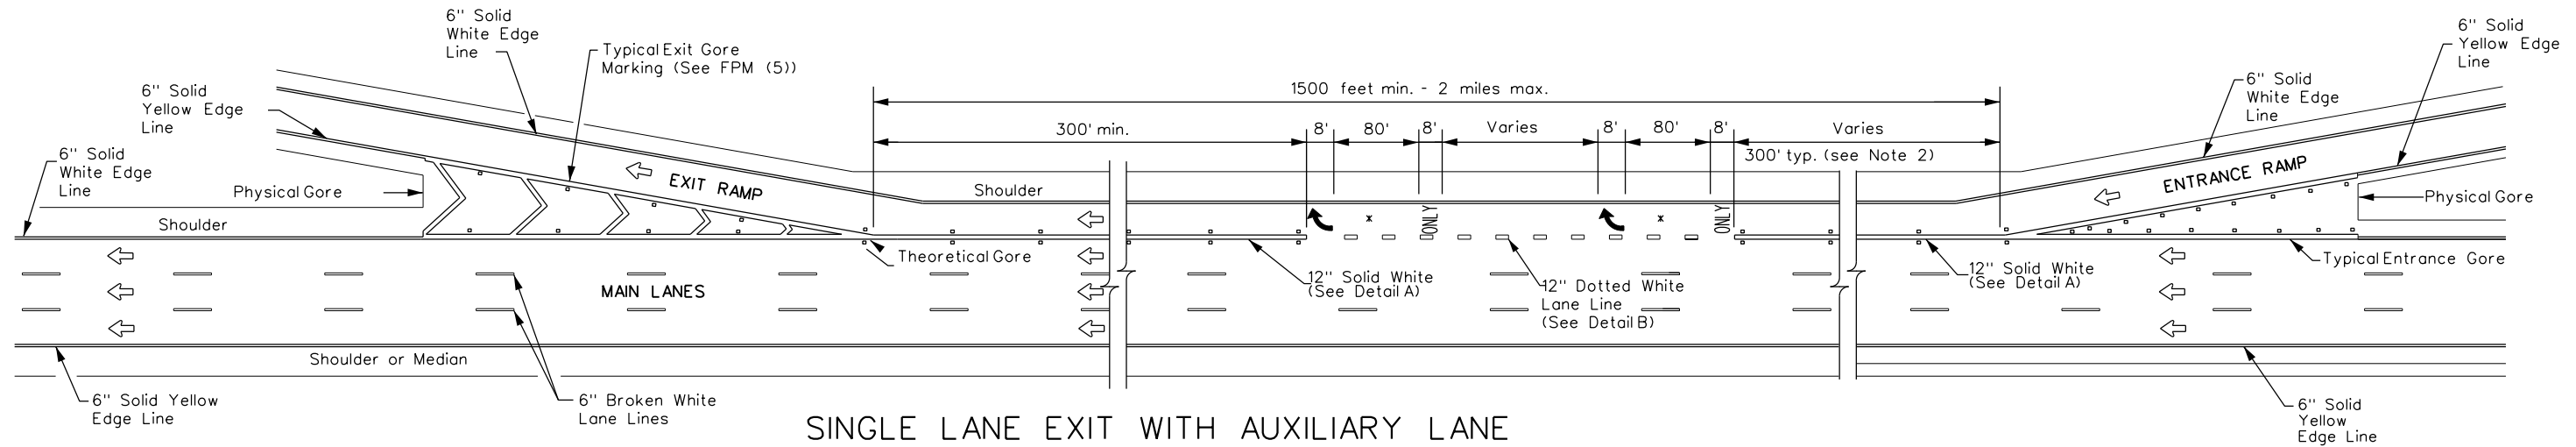 6" Solid
White Edge
Line
Typical Exit Gore
Marking (See FPM (5))
6" Solid
Yellow Edge
Line
6" Solid
White Edge
Line
Physical Gore
Shoulder
EXIT RAMP
1500 feet min. - 2 miles max.
300' min.
8'
80'
8'
Varies
8'
80'
8'
Varies
300' typ. (see Note 2)
Shoulder
ONLY
ONLY
6" Solid
White Edge
Line
6" Solid
Yellow Edge
Line
ENTRANCE RAMP
Physical Gore
Typical Entrance Gore
Theoretical Gore
12" Solid White
(See Detail A)
12" Dotted White
Lane Line
(See Detail B)
12" Solid White
(See Detail A)
MAIN LANES
Shoulder or Median
6" Solid Yellow
Edge Line
6" Broken White
Lane Lines
6" Solid
Yellow
Edge Line
SINGLE LANE EXIT WITH AUXILIARY LANE